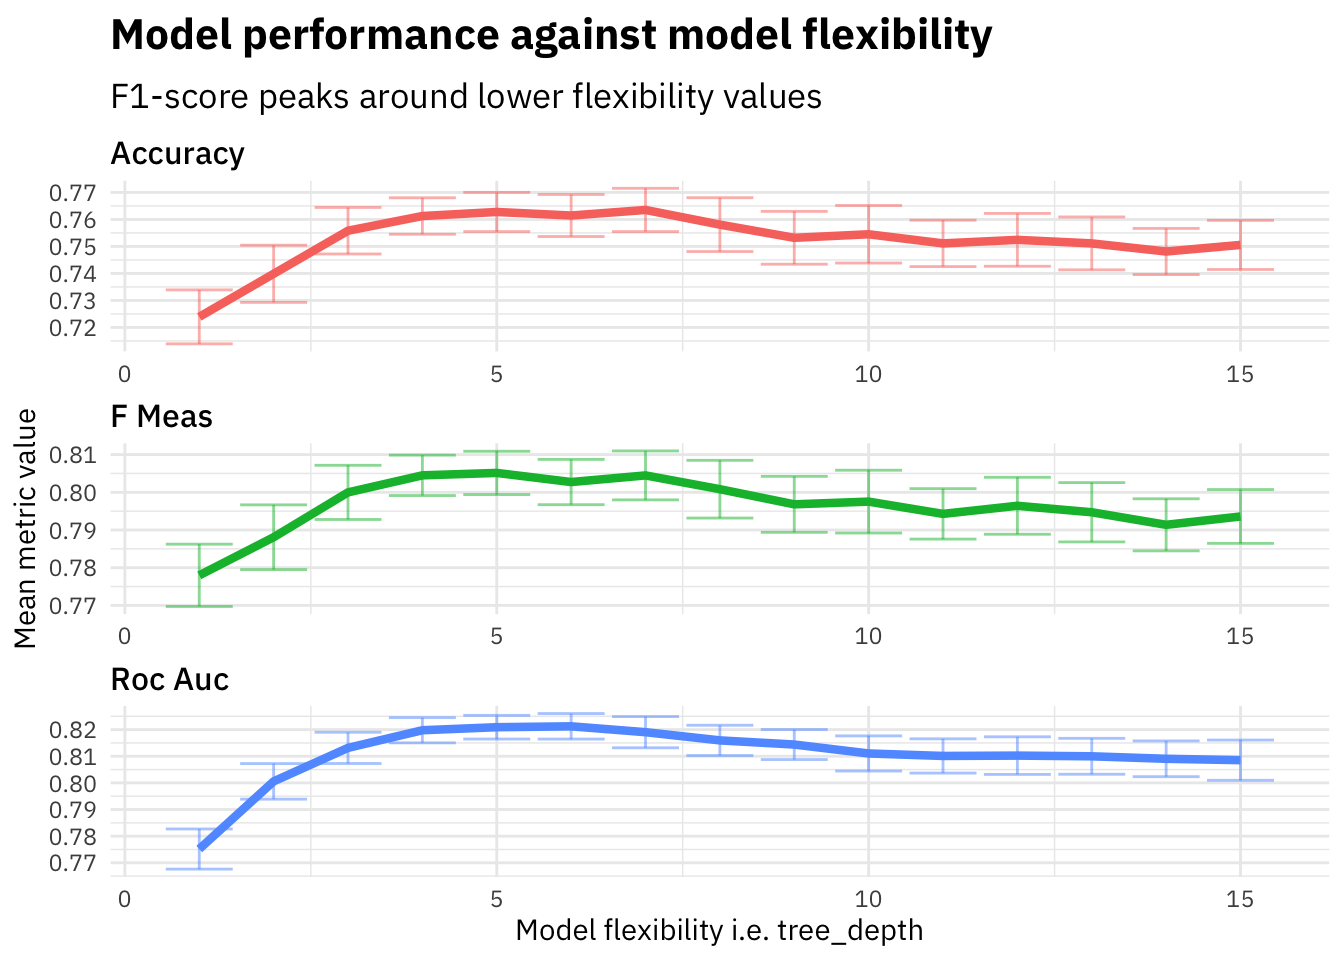 Model performance against model flexibility
F1-score peaks around lower flexibility values
Accuracy
0.77
0.76
0.75
0.74
0.73
0.72
0 5 10 15
Mean metric value
F Meas
0.81
0.80
0.79
0.78
0.77
0 5 10 15
Roc Auc
0.82
0.81
0.80
0.79
0.78
0.77
0 5 10 15
Model flexibility i.e. tree_depth